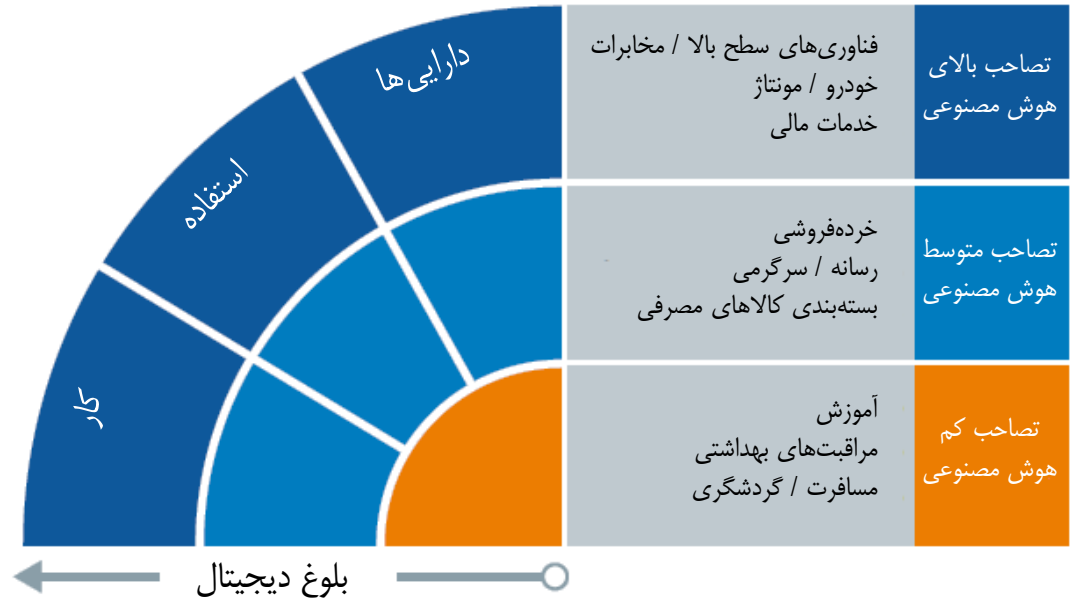 تصاحب بالای
هوش مصنوعی
فناوری‌های سطح بالا / مخابرات
خودرو / مونتاژ
خدمات مالی
تصاحب متوسط
هوش مصنوعی
خرده‌فروشی
رسانه / سرگرمی
بسته‌بندی کالاهای مصرفی
تصاحب کم
هوش مصنوعی
آموزش
مراقبت‌های بهداشتی
مسافرت / گردشگری
دارایی‌ها
استفاده
کار
بلوغ دیجیتال